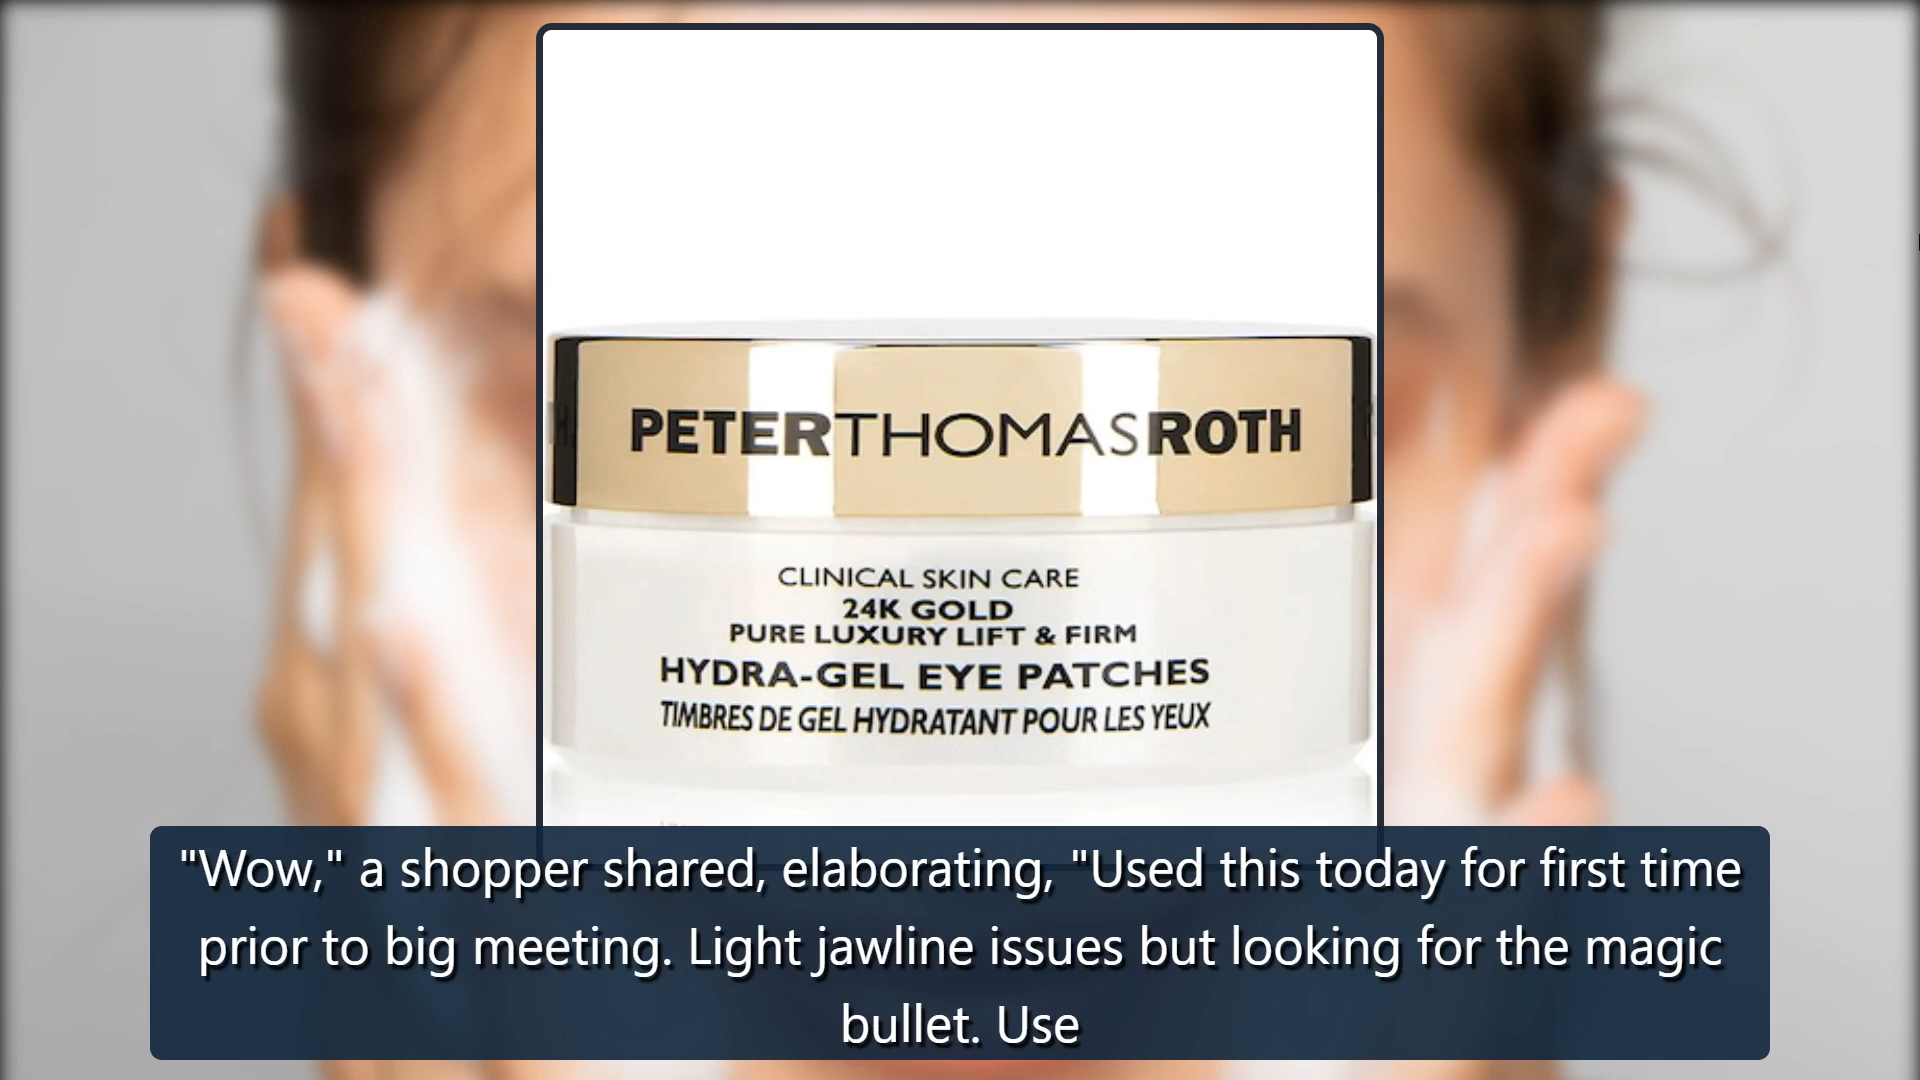 PETERTHOMASROTH
CLINICAL SKIN CARE
24K GOLD
PURE LUXURY LIFT & FIRM
HYDRA-GEL EYE PATCHES
TIMBRES DE GEL HYDRATANT POUR LES YEUX
"Wow," a shopper shared, elaborating, "Used this today for first time
prior to big meeting. Light jawline issues but looking for the magic
bullet. Use